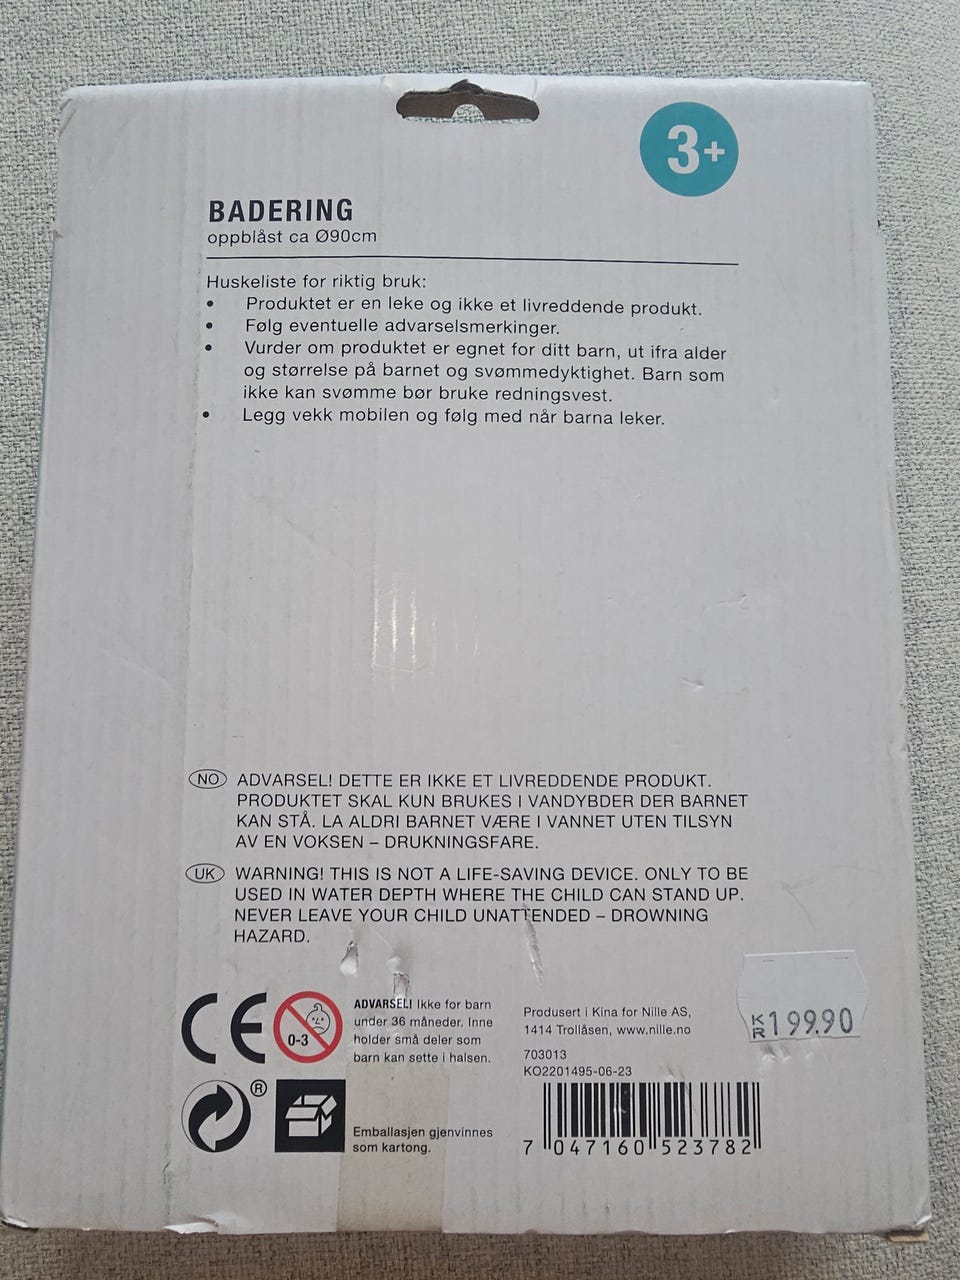 3+
BADERING
oppblåst ca Ø90cm
Huskeliste for riktig bruk:
• Produktet er en leke og ikke et livreddende produkt.
• Følg eventuelle advarselsmerkinger.
• Vurder om produktet er egnet for ditt barn, ut ifra alder
og størrelse på barnet og svømmedyktighet. Barn som
ikke kan svømme bør bruke redningsvest.
• Legg vekk mobilen og følg med når barna leker.
NO ADVARSEL! DETTE ER IKKE ET LIVREDDENDE PRODUKT.
PRODUKTET SKAL KUN BRUKES I VANDYBDER DER BARNET
KAN STÅ. LA ALDRI BARNET VÆRE I VANNET UTEN TILSYN
AV EN VOKSEN – DRUKNINGSFARE.
UK WARNING! THIS IS NOT A LIFE-SAVING DEVICE. ONLY TO BE
USED IN WATER DEPTH WHERE THE CHILD CAN STAND UP.
NEVER LEAVE YOUR CHILD UNATTENDED – DROWNING
HAZARD.
CE
0-3
ADVARSEL! Ikke for barn
under 36 måneder. Inne
holder små deler som
barn kan sette i halsen.
Produsert i Kina for Nille AS,
1414 Trollåsen, www.nille.no
703013
KO2201495-06-23
KR 199.90
®
Emballasjen gjenvinnes
som kartong.
7 047160 523782